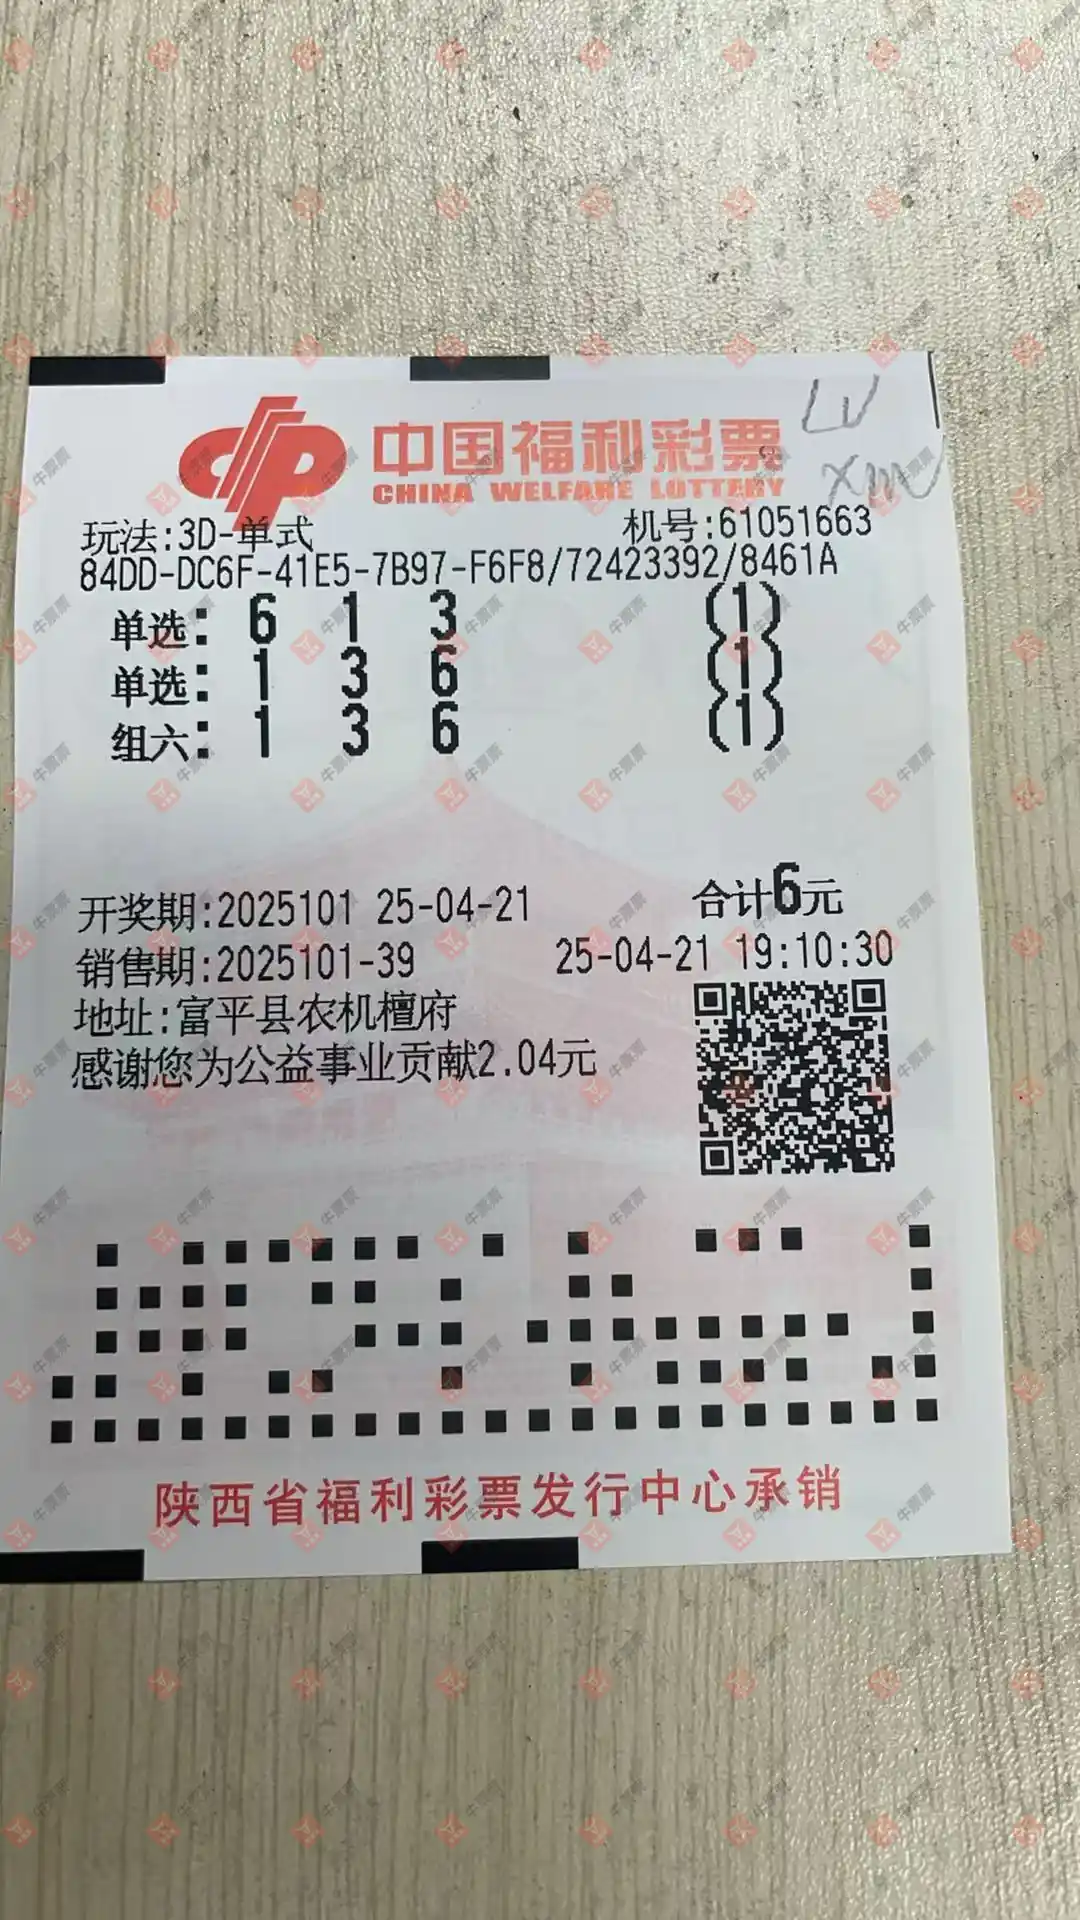 中国福利彩票
CHINA WELFARE LOTTERY
玩法:3D-单式 机号:61051663
84DD-DC6F-41E5-7B97-F6F8/72423392/8461A
单选: 6 1 3 (1)
单选: 1 3 6 (1)
组六: 1 3 6 (1)
开奖期:2025101 25-04-21 合计6元
销售期:2025101-39 25-04-21 19:10:30
地址:富平县农机檀府
感谢您为公益事业贡献2.04元
陕西省福利彩票发行中心承销
牛票票